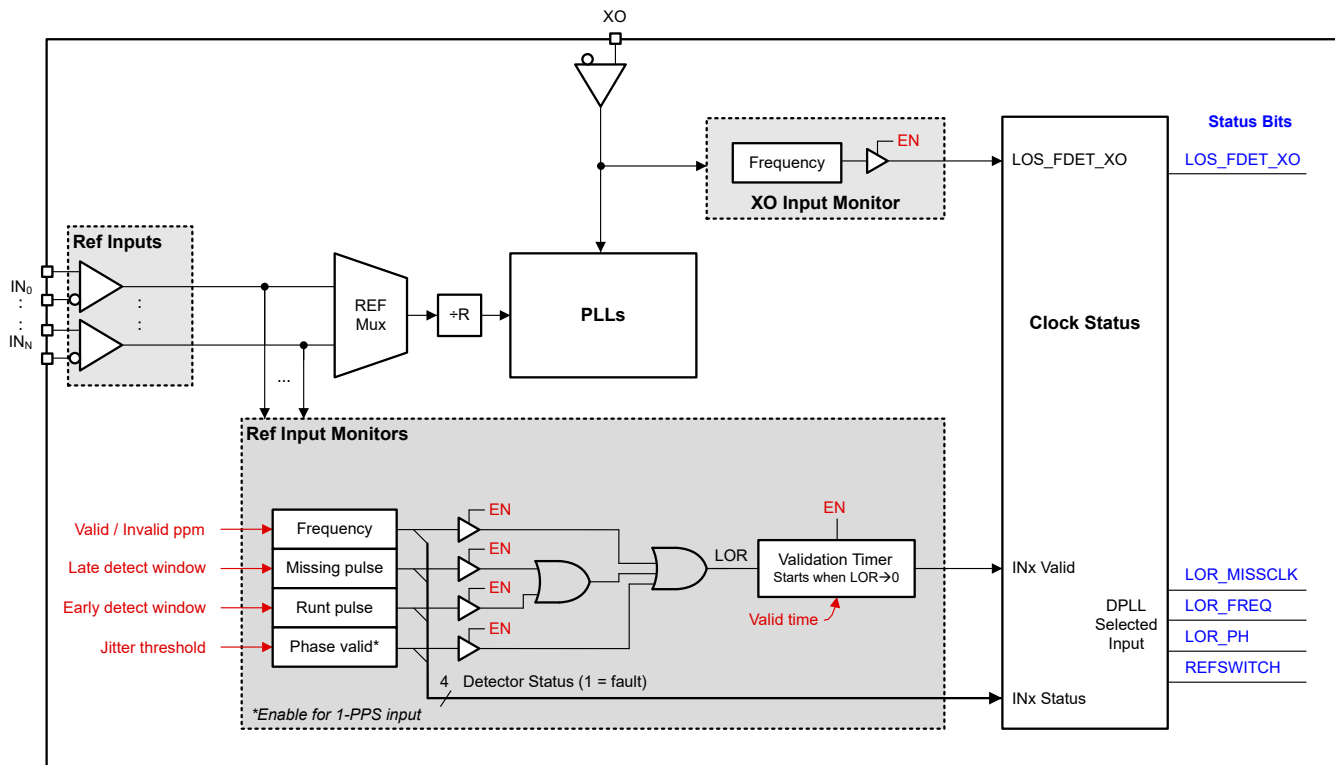 XO
Status Bits
EN
Frequency
LOS_FDET_XO
LOS_FDET_XO
XO Input Monitor
Ref Inputs
IN₀
:
:
IN_N
:
:
REF
Mux
÷R
PLLs
Clock Status
...
Ref Input Monitors
EN
EN
Valid / Invalid ppm
Frequency
EN
LOR
Validation Timer
Starts when LOR→0
Late detect window
Missing pulse
INx Valid
LOR_MISSCLK
EN
Early detect window
Runt pulse
Valid time
DPLL
Selected
Input
LOR_FREQ
EN
Jitter threshold
Phase valid*
LOR_PH
REFSWITCH
4 Detector Status (1 = fault)
INx Status
*Enable for 1-PPS input